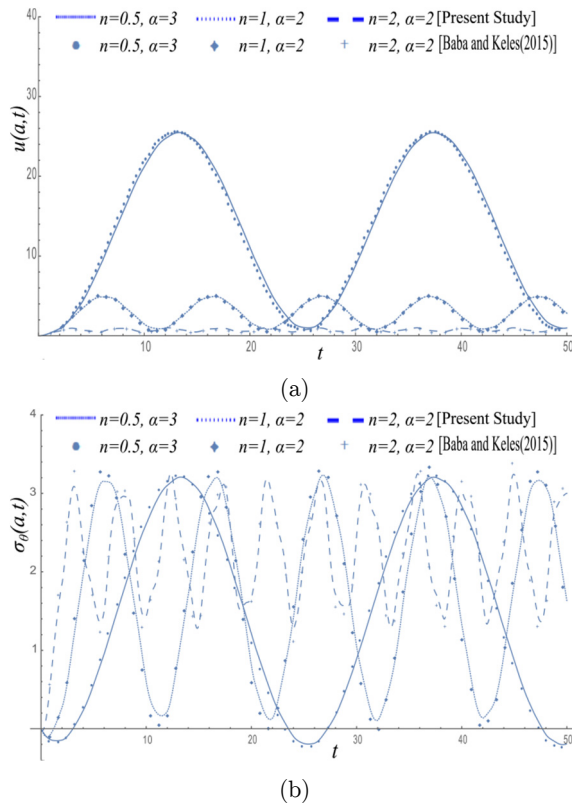 40
n=0.5, α=3 n=1, α=2 n=2, α=2 [Present Study]
n=0.5, α=3 n=1, α=2 n=2, α=2 [Baba and Keles(2015)]
30
u(a,t)
20
10
10 20 30 40 50
t
(a)
n=0.5, α=3 n=1, α=2 n=2, α=2 [Present Study]
4
n=0.5, α=3 n=1, α=2 n=2, α=2 [Baba and Keles(2015)]
3
σθ(a,t)
2
1
10 20 30 40 50
t
(b)